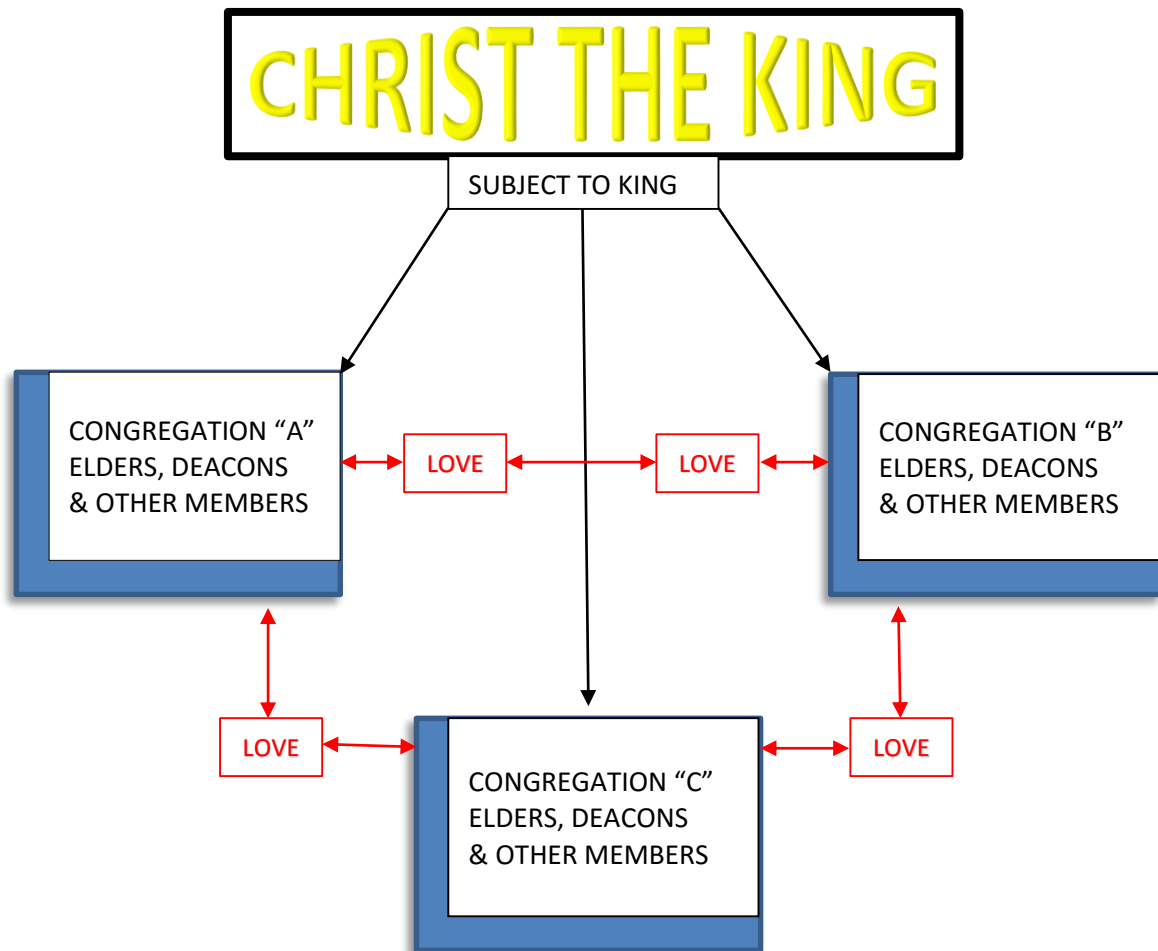 CHRIST THE KING
SUBJECT TO KING
CONGREGATION “A”
ELDERS, DEACONS
& OTHER MEMBERS
LOVE
LOVE
CONGREGATION “B”
ELDERS, DEACONS
& OTHER MEMBERS
LOVE
CONGREGATION “C”
ELDERS, DEACONS
& OTHER MEMBERS
LOVE